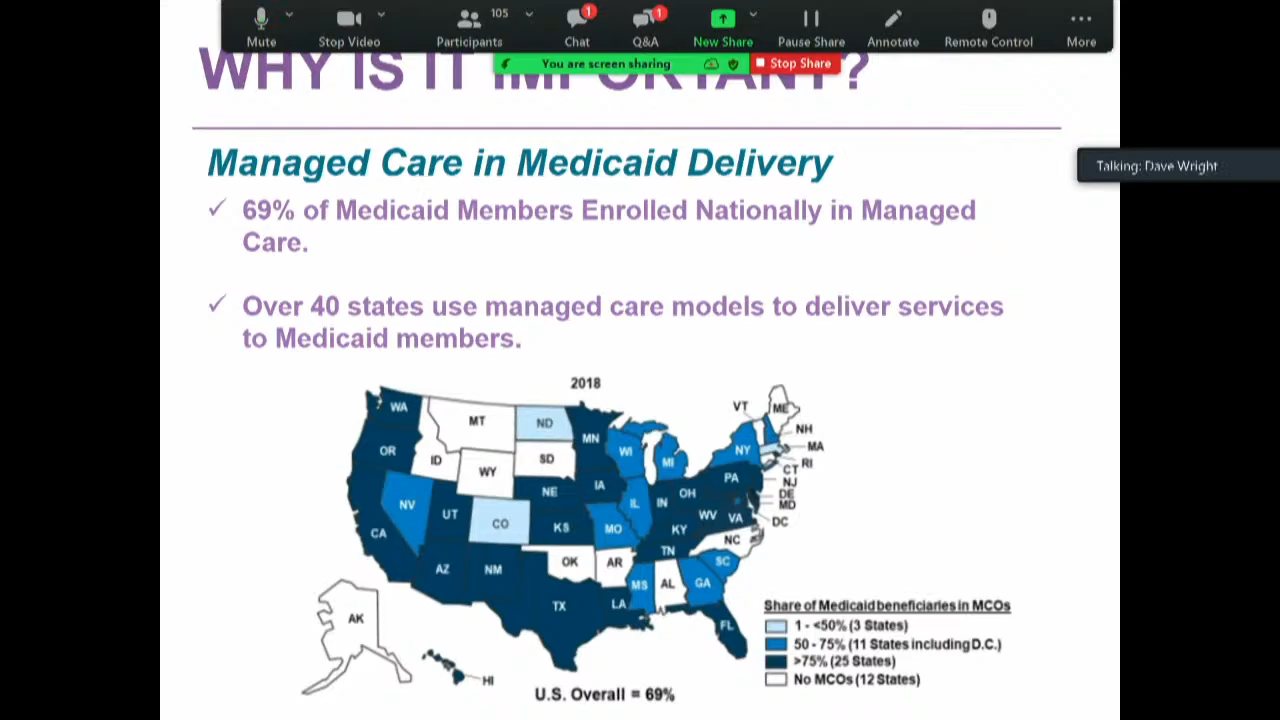 Mute
Stop Video
105
Participants
1
Chat
1
Q&A
New Share
Pause Share
Annotate
Remote Control
More
You are screen sharing
Stop Share
WHY IS IT IMPORTANT?
Talking: Dave Wright
Managed Care in Medicaid Delivery
✓ 69% of Medicaid Members Enrolled Nationally in Managed
Care.
✓ Over 40 states use managed care models to deliver services
to Medicaid members.
2018
WA
MT
ND
MN
VT
ME
NH
OR
ID
SD
WI
MI
NY
MA
RI
WY
CT
NJ
NV
NE
IA
PA
DE
MD
UT
CO
IL
IN
OH
DC
CA
KS
MO
KY
WV
VA
NC
TN
AZ
NM
OK
AR
SC
MS
AL
GA
TX
LA
FL
AK
HI
Share of Medicaid beneficiaries in MCOs
1 - <50% (3 States)
50 - 75% (11 States including D.C.)
>75% (25 States)
No MCOs (12 States)
U.S. Overall = 69%